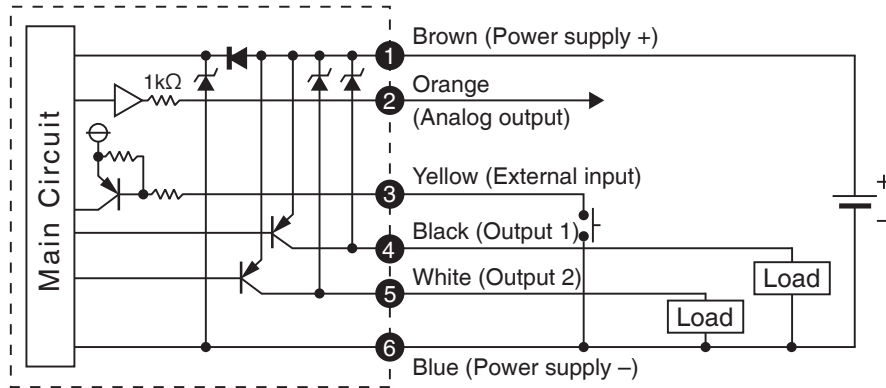 Main Circuit
1kΩ
1 Brown (Power supply +)
2 Orange
(Analog output)
3 Yellow (External input)
4 Black (Output 1)
5 White (Output 2)
6 Blue (Power supply –)
Load
Load
+
–